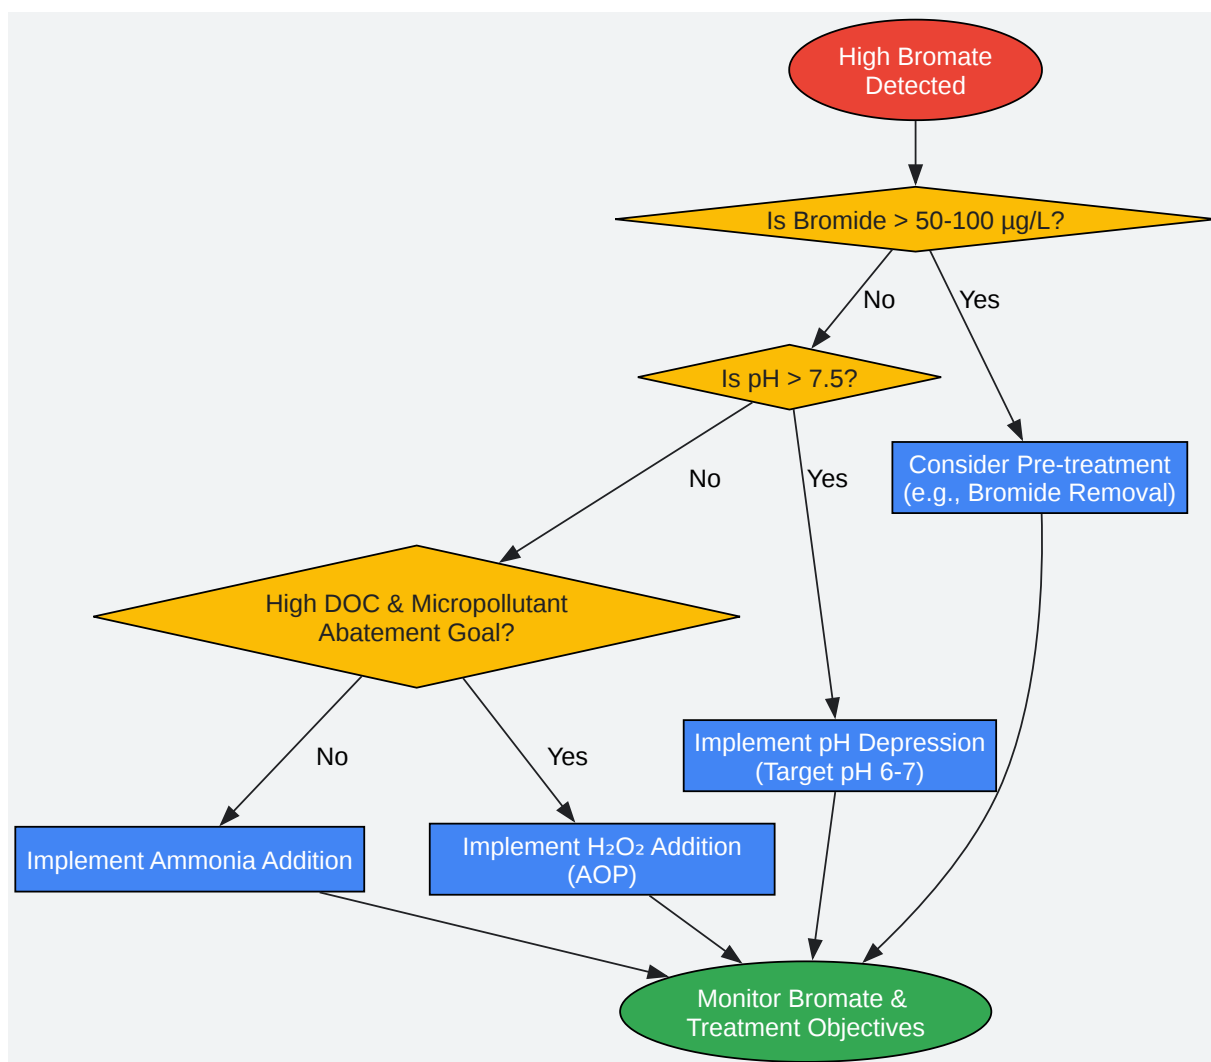 High Bromate
Detected
Is Bromide > 50-100 µg/L?
No
Yes
Is pH > 7.5?
Consider Pre-treatment
(e.g., Bromide Removal)
No
Yes
High DOC & Micropollutant
Abatement Goal?
Implement pH Depression
(Target pH 6-7)
No
Yes
Implement Ammonia Addition
Implement H₂O₂ Addition
(AOP)
Monitor Bromate &
Treatment Objectives